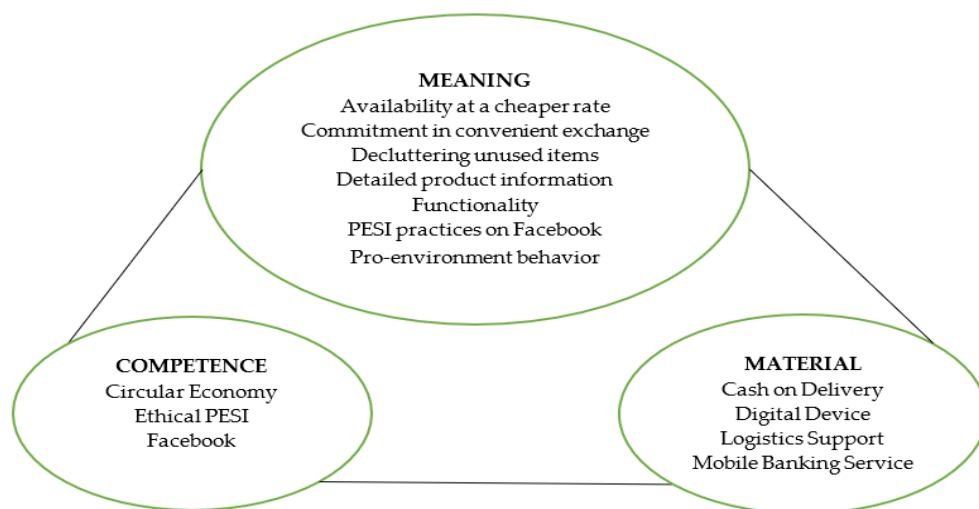 MEANING
Availability at a cheaper rate
Commitment in convenient exchange
Decluttering unused items
Detailed product information
Functionality
PESI practices on Facebook
Pro-environment behavior
COMPETENCE
Circular Economy
Ethical PESI
Facebook
MATERIAL
Cash on Delivery
Digital Device
Logistics Support
Mobile Banking Service